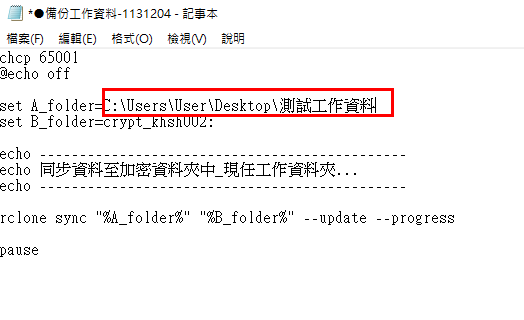 *●備份工作資料-1131204 - 記事本
檔案(F) 編輯(E) 格式(O) 檢視(V) 說明
chcp 65001
@echo off
set A_folder=C:\Users\User\Desktop\測試工作資料
set B_folder=crypt_khsh002:
echo -------------------------------------------
echo 同步資料至加密資料夾中_現任工作資料夾...
echo -------------------------------------------
rclone sync "%A_folder%" "%B_folder%" --update --progress
pause